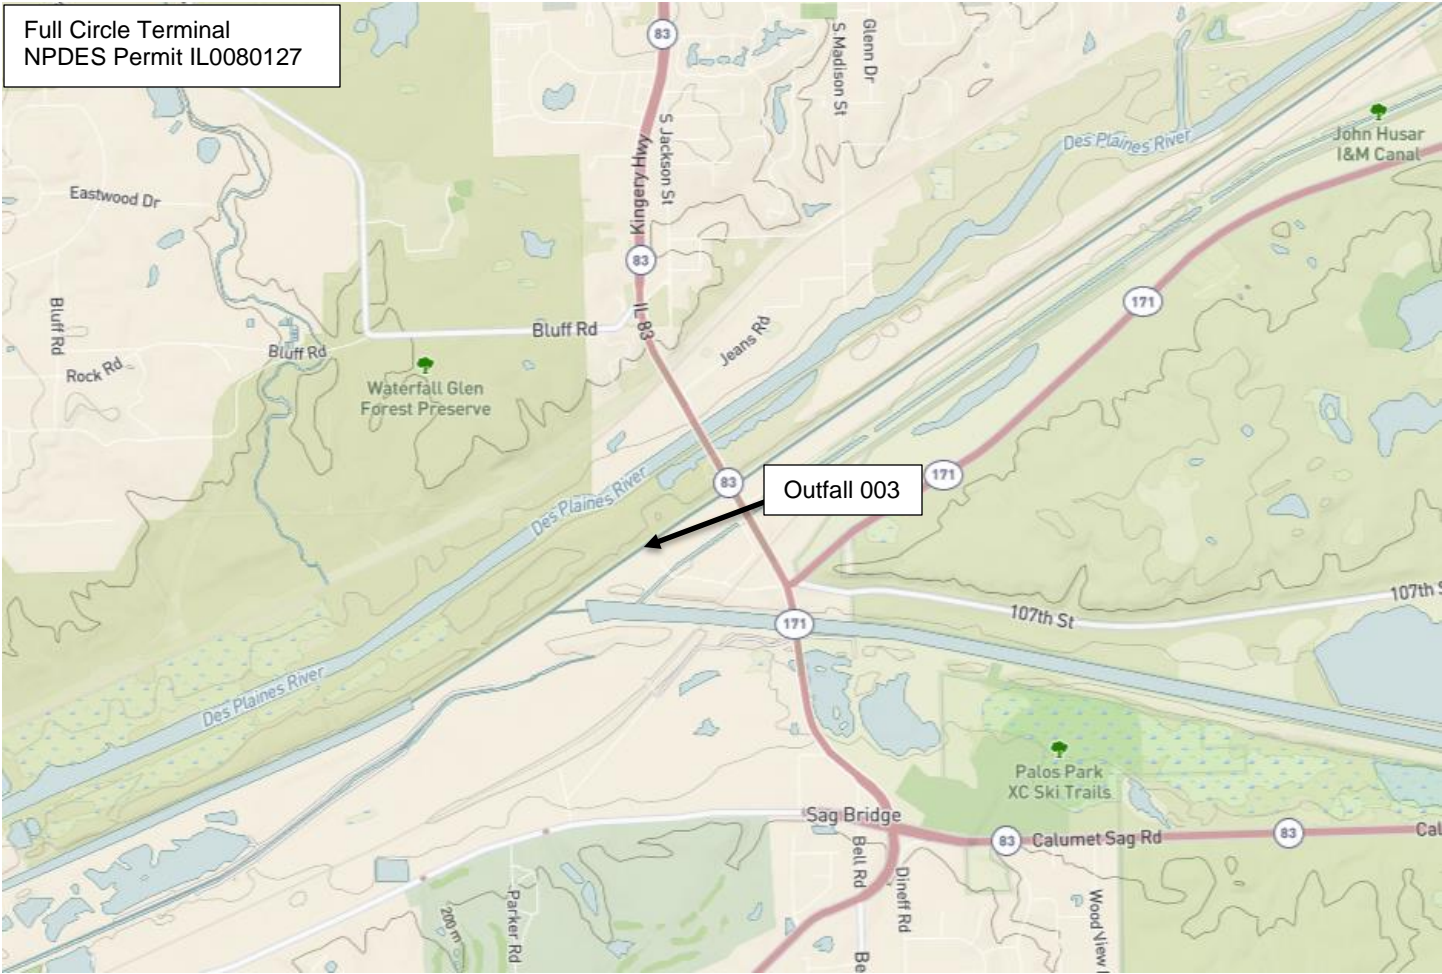 Full Circle Terminal
NPDES Permit IL0080127
83
S Jackson St
Kingery Hwy
S Madison St
Glenn Dr
Des Plaines River
John Husar
I&M Canal
Eastwood Dr
83
171
Bluff Rd
Rock Rd
Bluff Rd
Bluff Rd
IL 83
Jeans Rd
Waterfall Glen
Forest Preserve
83
Outfall 003
171
Des Plaines River
107th St
107th S
171
Des Plaines River
Palos Park
XC Ski Trails
Sag Bridge
83
Calumet Sag Rd
83
Cal
Bell Rd
Dineff Rd
Wood View
Parker Rd
200 m
Be